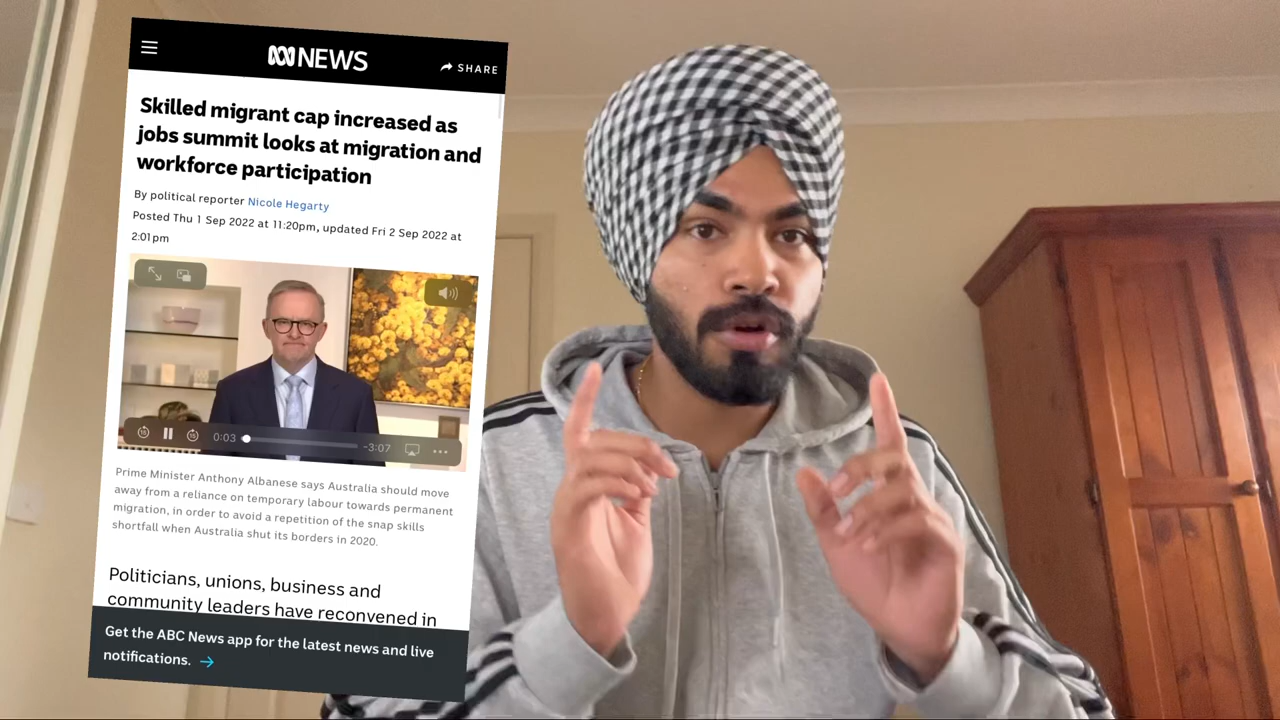 NEWS
SHARE
Skilled migrant cap increased as
jobs summit looks at migration and
workforce participation
By political reporter Nicole Hegarty
Posted Thu 1 Sep 2022 at 11:20pm, updated Fri 2 Sep 2022 at
2:01pm
15
15
0:03
-3:07
Prime Minister Anthony Albanese says Australia should move
away from a reliance on temporary labour towards permanent
migration, in order to avoid a repetition of the snap skills
shortfall when Australia shut its borders in 2020.
Politicians, unions, business and
community leaders have reconvened in
Get the ABC News app for the latest news and live
notifications. →